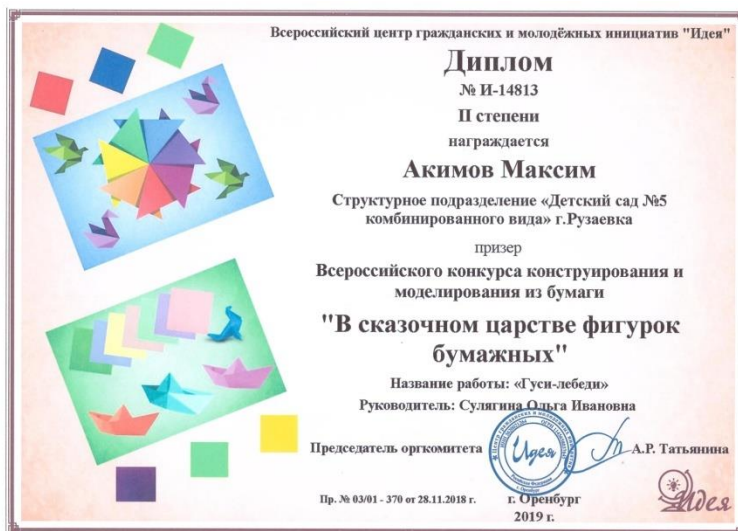 Всероссийский центр гражданских и молодёжных инициатив "Идея"
Диплом
№ И-14813
II степени
награждается
Акимов Максим
Структурное подразделение «Детский сад №5
комбинированного вида» г.Рузаевка
призер
Всероссийского конкурса конструирования и
моделирования из бумаги
"В сказочном царстве фигурок
бумажных"
Название работы: «Гуси-лебеди»
Руководитель: Сулягина Ольга Ивановна
Председатель оргкомитета
Идея
А.Р. Татьянина
Пр. № 03/01 - 370 от 28.11.2018 г.
г. Оренбург
2019 г.
Идея